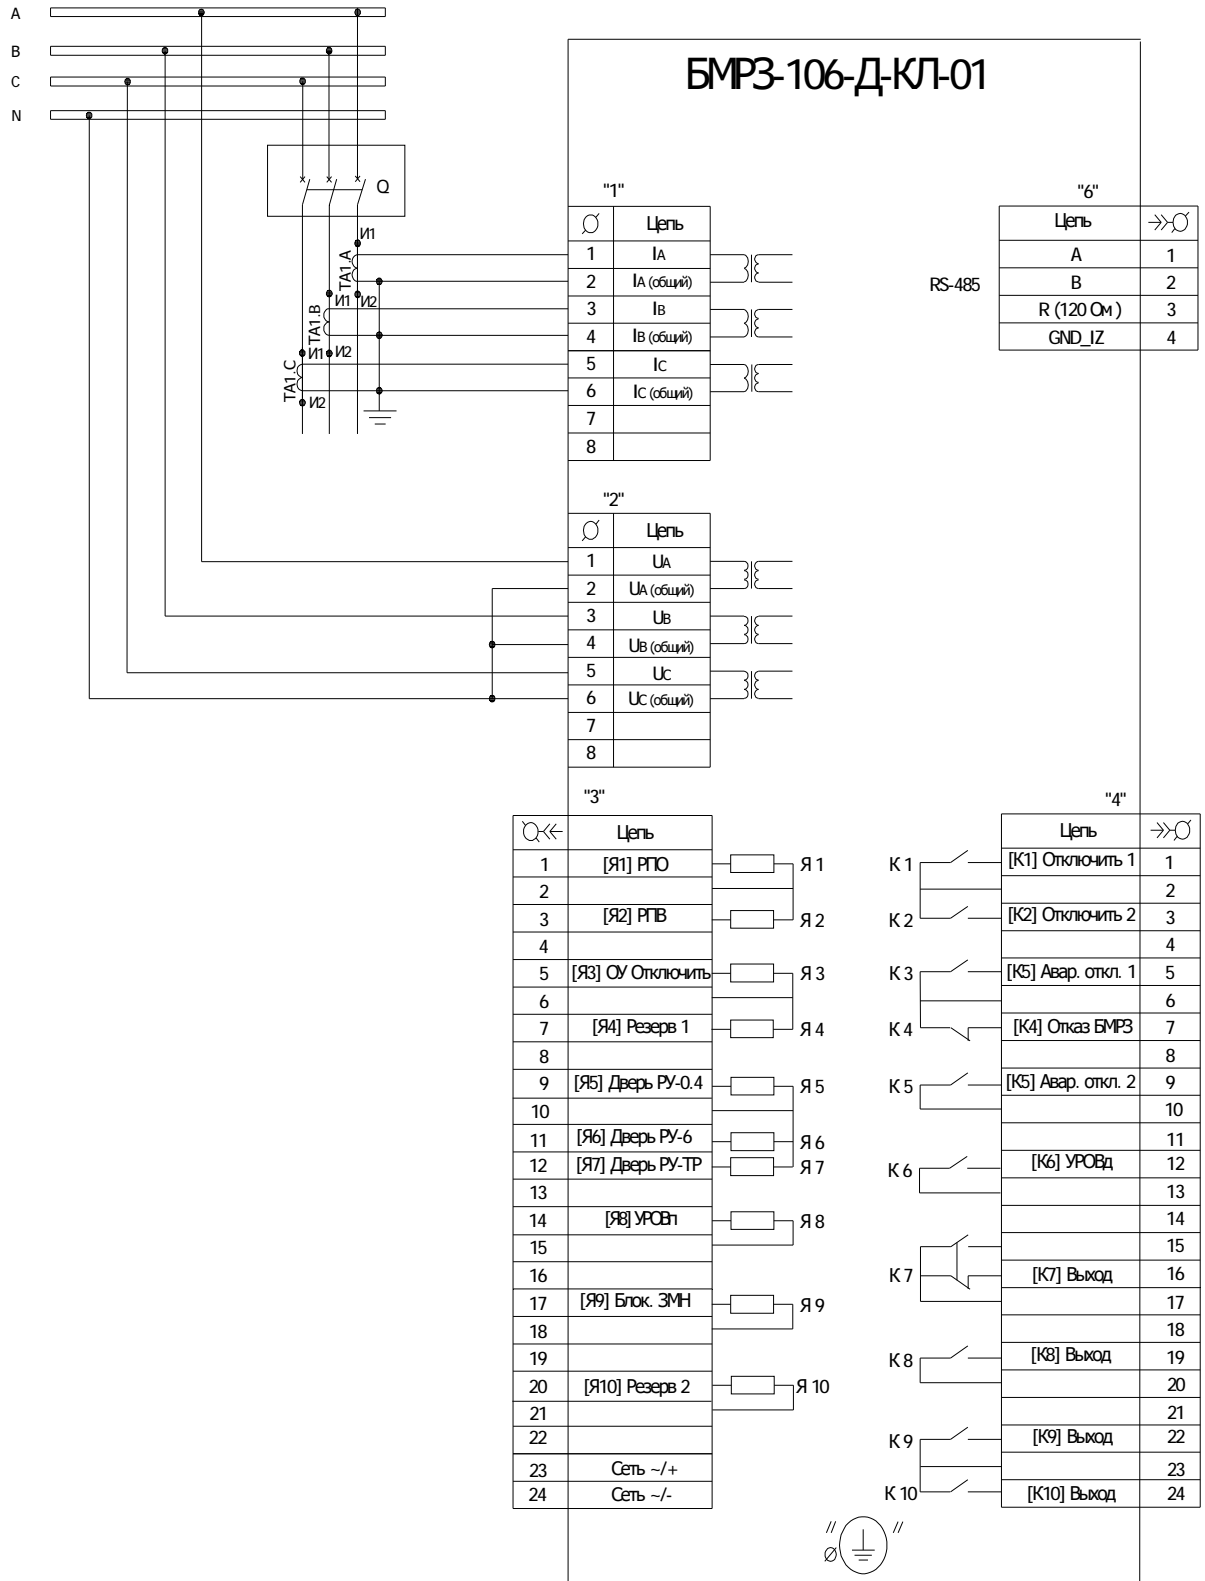 A
B
C
N
БМРЗ-106-Д-КЛ-01
Q
И1
TA1.A
И1 И2
TA1.B
И1 И2
TA1.C
И2
"1"
Цепь
1 IA
2 IA (общий)
3 IB
4 IB (общий)
5 IC
6 IC (общий)
7
8
"6"
RS-485
Цепь
A 1
B 2
R (120 Ом) 3
GND_IZ 4
"2"
Цепь
1 UA
2 UA (общий)
3 UB
4 UB (общий)
5 UC
6 UC (общий)
7
8
"3"
Цепь
1 [Я1] РПО Я 1
2
3 [Я2] РПВ Я 2
4
5 [Я3] ОУ Отключить Я 3
6
7 [Я4] Резерв 1 Я 4
8
9 [Я5] Дверь РУ-0.4 Я 5
10
11 [Я6] Дверь РУ-6 Я 6
12 [Я7] Дверь РУ-ТР Я 7
13
14 [Я8] УРОВп Я 8
15
16
17 [Я9] Блок. ЗМН Я 9
18
19
20 [Я10] Резерв 2 Я 10
21
22
23 Сеть ~/+
24 Сеть ~/-
"4"
Цепь
К 1 [К1] Отключить 1 1
2
К 2 [К2] Отключить 2 3
4
К 3 [К5] Авар. откл. 1 5
6
К 4 [К4] Отказ БМРЗ 7
8
К 5 [К5] Авар. откл. 2 9
10
11
К 6 [К6] УРОВд 12
13
14
15
К 7 [К7] Выход 16
17
18
К 8 [К8] Выход 19
20
21
К 9 [К9] Выход 22
23
К 10 [К10] Выход 24
// //